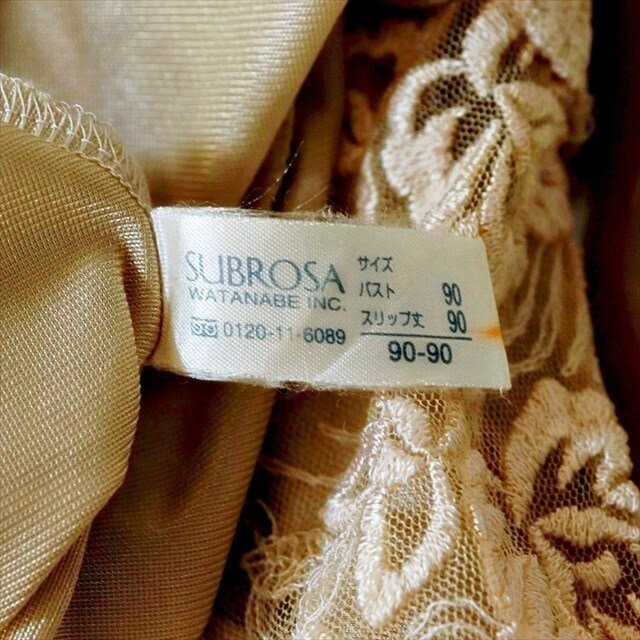 SUBROSA
WATANABE INC.
0120-11-6089
サイズ
バスト 90
スリップ丈 90
90-90